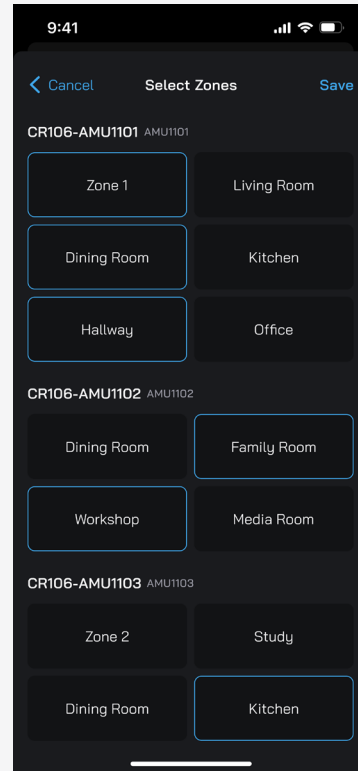 9:41
Cancel Select Zones Save
CR106-AMU1101 AMU1101
Zone 1 Living Room
Dining Room Kitchen
Hallway Office
CR106-AMU1102 AMU1102
Dining Room Family Room
Workshop Media Room
CR106-AMU1103 AMU1103
Zone 2 Study
Dining Room Kitchen